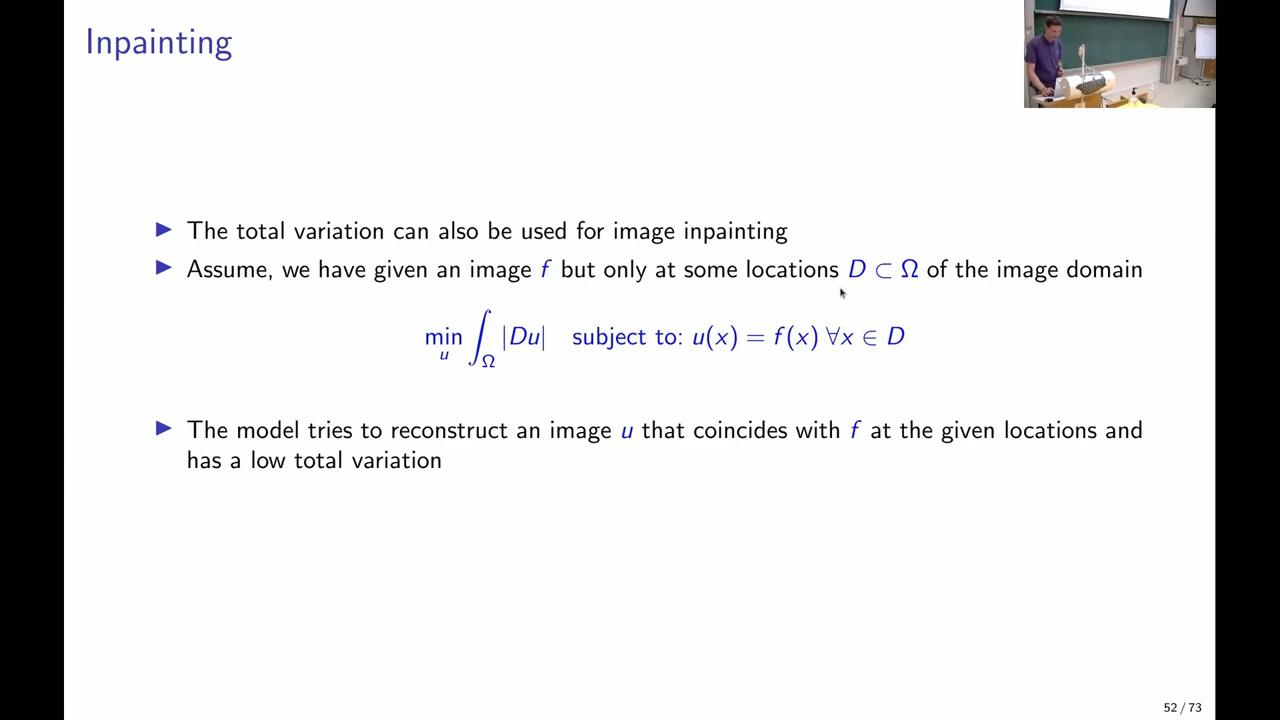 Inpainting
▶ The total variation can also be used for image inpainting
▶ Assume, we have given an image f but only at some locations D ⊂ Ω of the image domain
min_u ∫_Ω |Du| subject to: u(x) = f(x) ∀x ∈ D
▶ The model tries to reconstruct an image u that coincides with f at the given locations and
has a low total variation
52 / 73